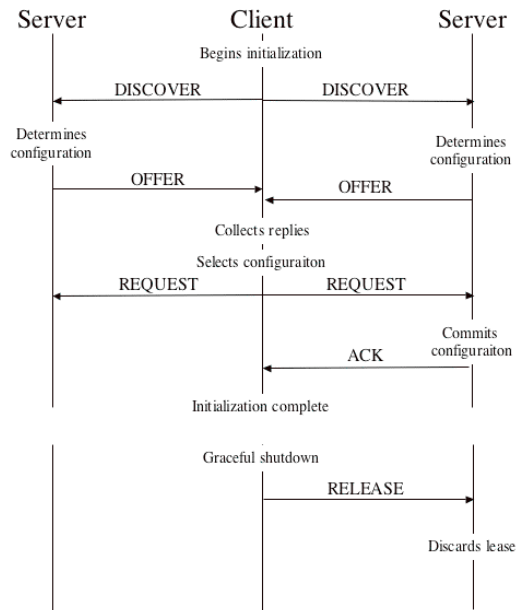 Server Client Server
Begins initialization
DISCOVER DISCOVER
Determines
configuration
Determines
configuration
OFFER
OFFER
Collects replies
Selects configuraiton
REQUEST REQUEST
Commits
configuraiton
ACK
Initialization complete
Graceful shutdown
RELEASE
Discards lease